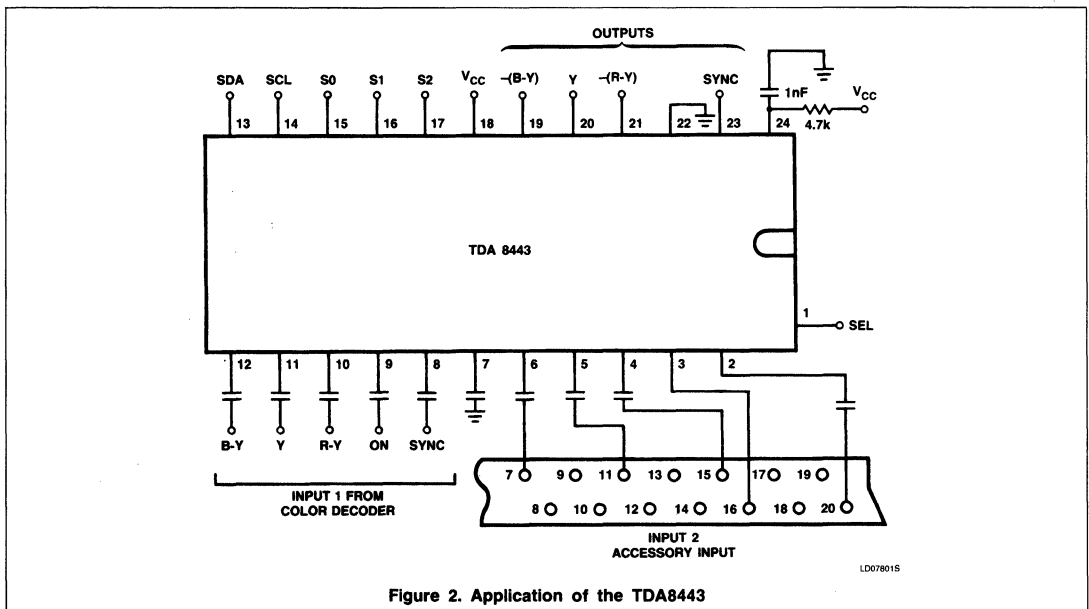 OUTPUTS
SDA SCL S0 S1 S2 VCC –(B-Y) Y –(R-Y) SYNC
1nF VCC
4.7k
13 14 15 16 17 18 19 20 21 22 23 24
TDA 8443
1
SEL
12 11 10 9 8 7 6 5 4 3 2
B-Y Y R-Y ON SYNC
INPUT 1 FROM
COLOR DECODER
7 9 11 13 15 17 19
8 10 12 14 16 18 20
INPUT 2
ACCESSORY INPUT
LD07801S
Figure 2. Application of the TDA8443